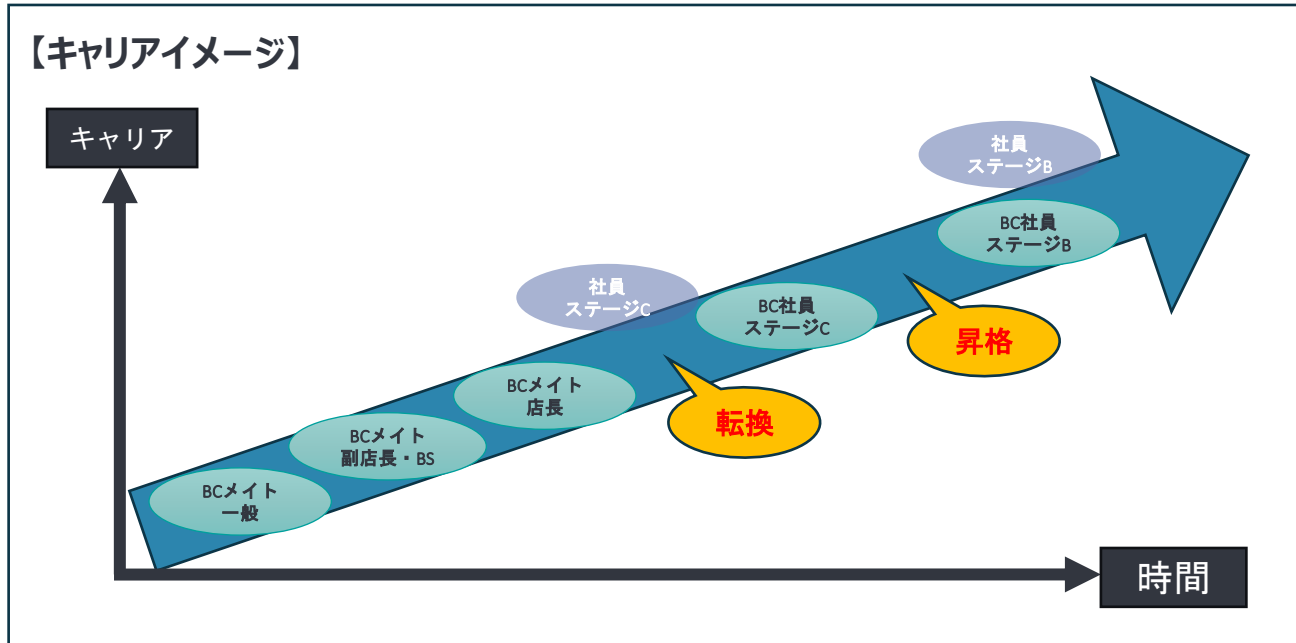 【キャリアイメージ】
キャリア
社員
ステージB
BC社員
ステージB
社員
ステージC
BC社員
ステージC
昇格
BCメイト
店長
転換
BCメイト
副店長・BS
BCメイト
一般
時間